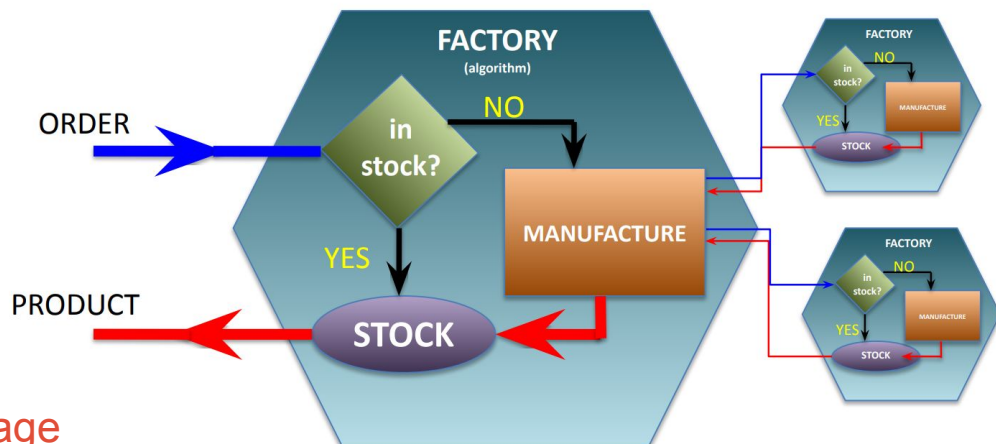 FACTORY
(algorithm)
ORDER
in
stock?
NO
YES
MANUFACTURE
PRODUCT
STOCK
FACTORY
in
stock?
NO
MANUFACTURE
YES
STOCK
FACTORY
in
stock?
NO
MANUFACTURE
YES
STOCK
age